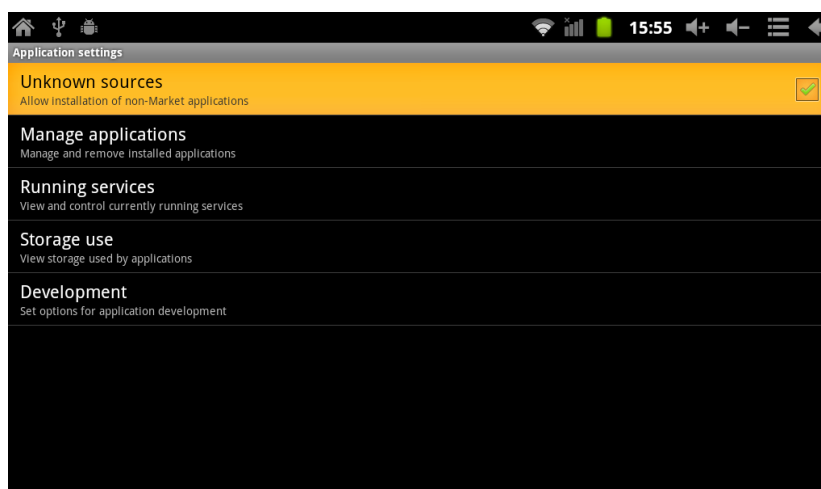 15:55
Application settings
Unknown sources
Allow installation of non-Market applications
Manage applications
Manage and remove installed applications
Running services
View and control currently running services
Storage use
View storage used by applications
Development
Set options for application development